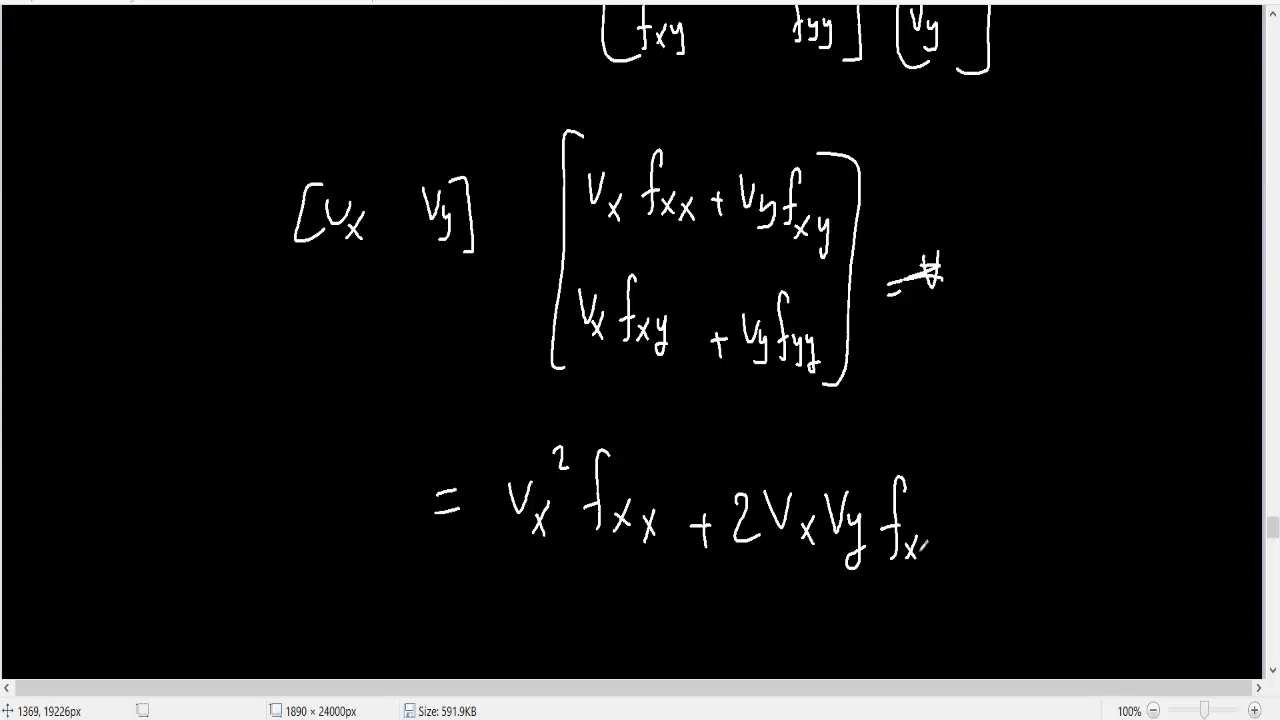 [fxy fyy] [vy]
[vx vy] [vx fxx + vy fxy
vx fxy + vy fyy] =
= vx² fxx + 2 vx vy fx
1369, 19226px 1890 × 24000px Size: 591.9KB 100%